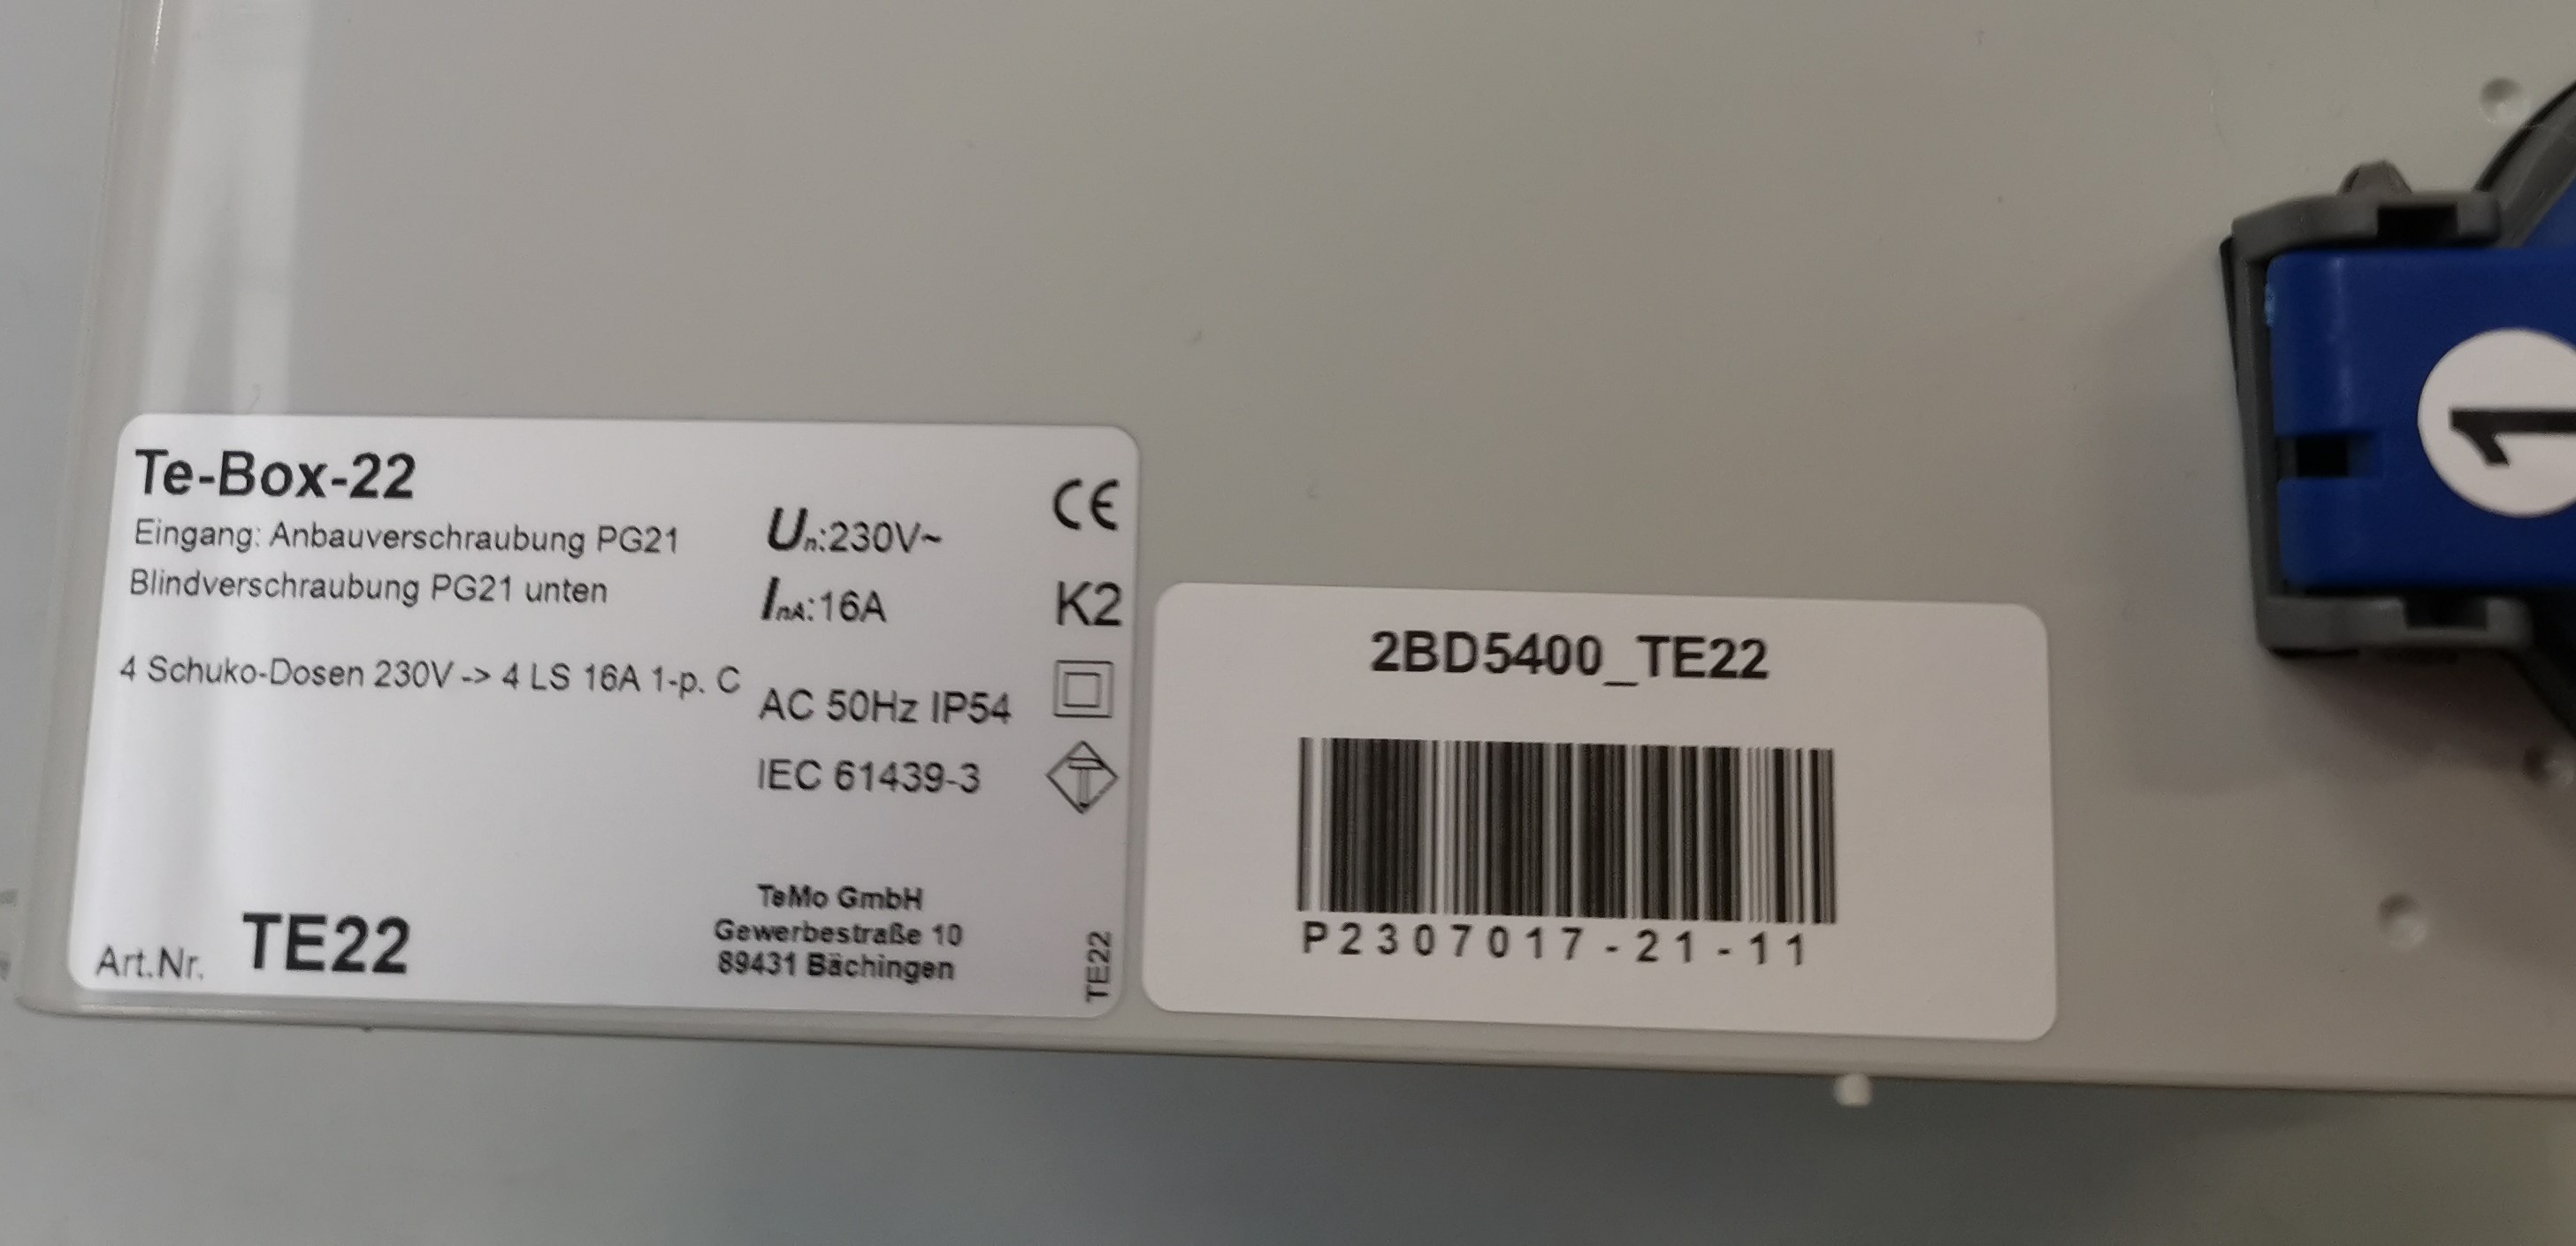 Te-Box-22
Eingang: Anbauverschraubung PG21
Blindverschraubung PG21 unten
4 Schuko-Dosen 230V -> 4 LS 16A 1-p. C
Un:230V~
InA:16A
AC 50Hz IP54
IEC 61439-3
CE
K2
TeMo GmbH
Gewerbestraße 10
89431 Bächingen
Art.Nr. TE22
TE22
2BD5400_TE22
P2307017-21-11
1